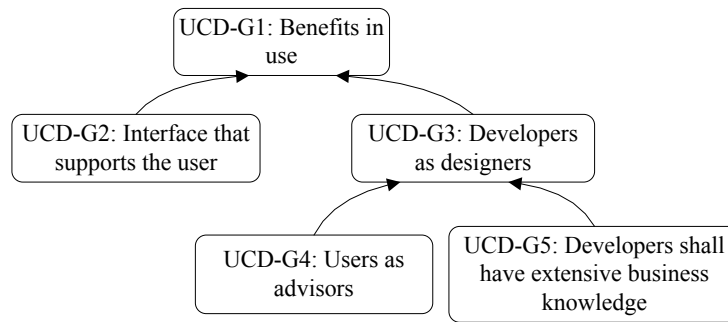 UCD-G1: Benefits in
use
UCD-G2: Interface that
supports the user
UCD-G3: Developers
as designers
UCD-G4: Users as
advisors
UCD-G5: Developers shall
have extensive business
knowledge